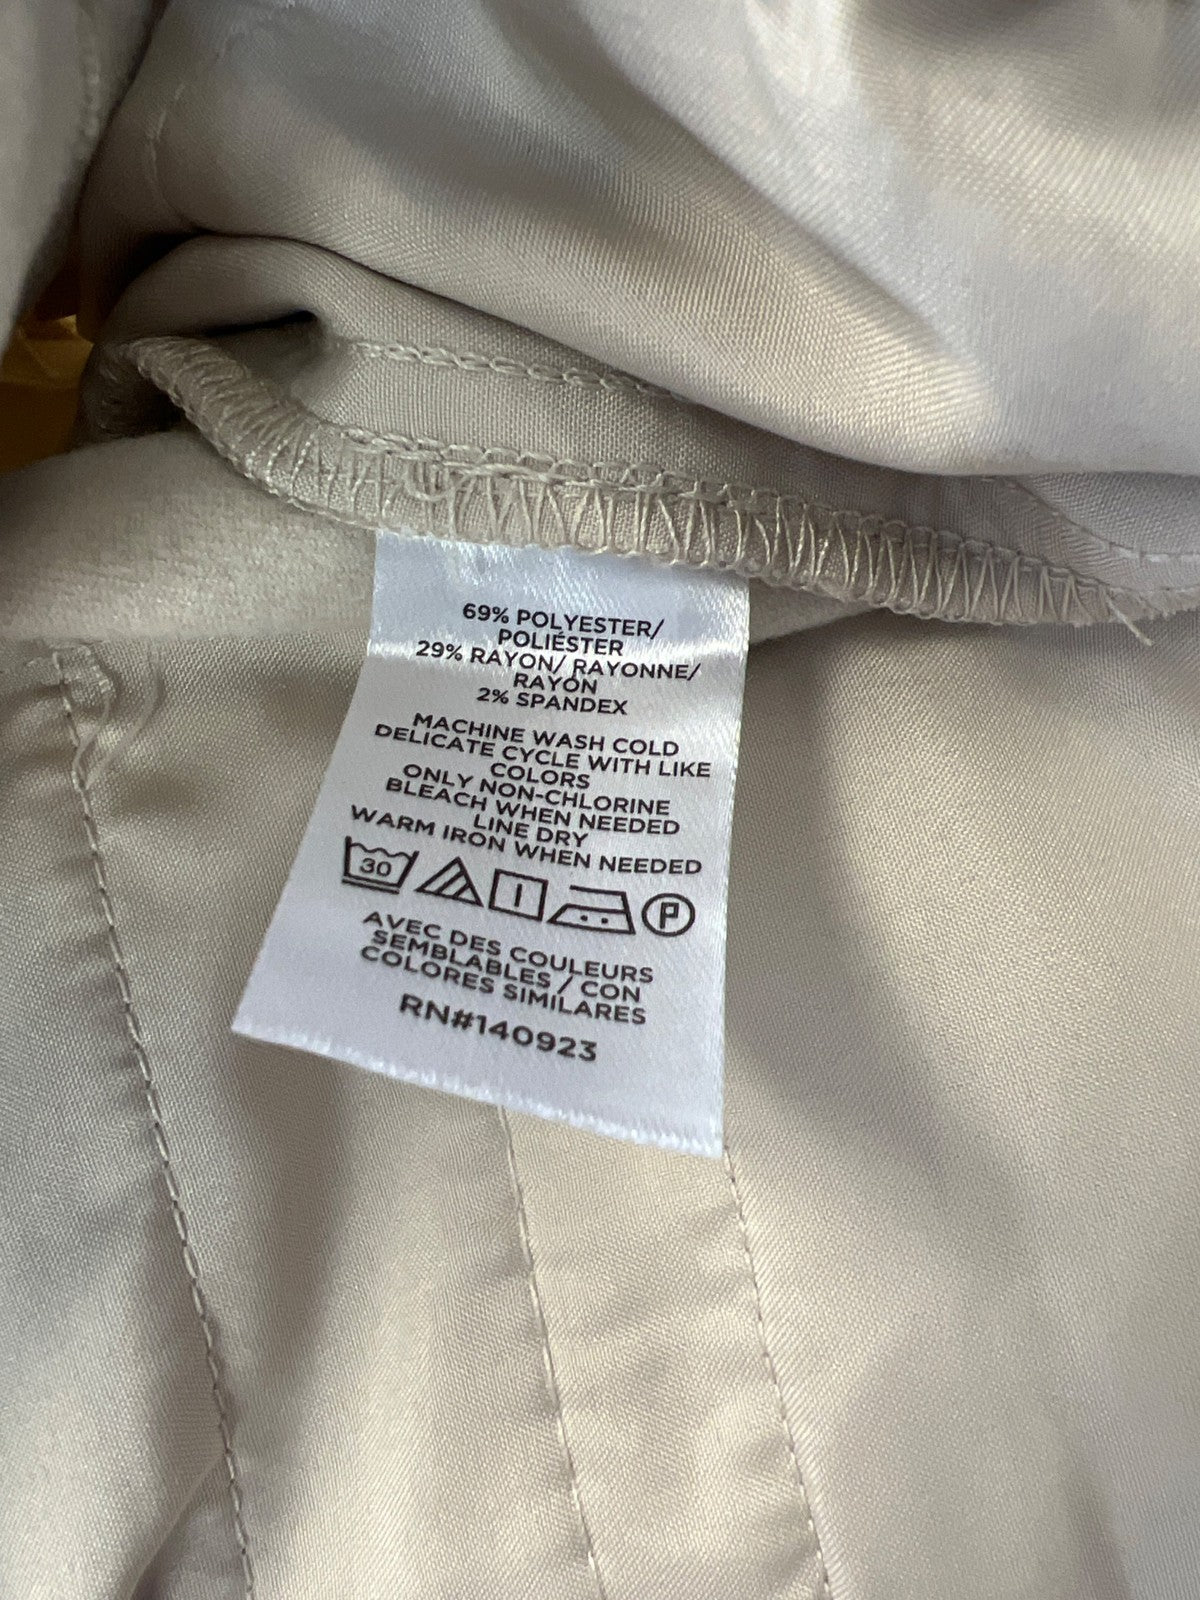 69% POLYESTER/
POLIÉSTER
29% RAYON/ RAYONNE/
RAYÓN
2% SPANDEX
MACHINE WASH COLD
DELICATE CYCLE WITH LIKE
COLORS
ONLY NON-CHLORINE
BLEACH WHEN NEEDED
LINE DRY
WARM IRON WHEN NEEDED
30 P
AVEC DES COULEURS
SEMBLABLES / CON
COLORES SIMILARES
RN#140923